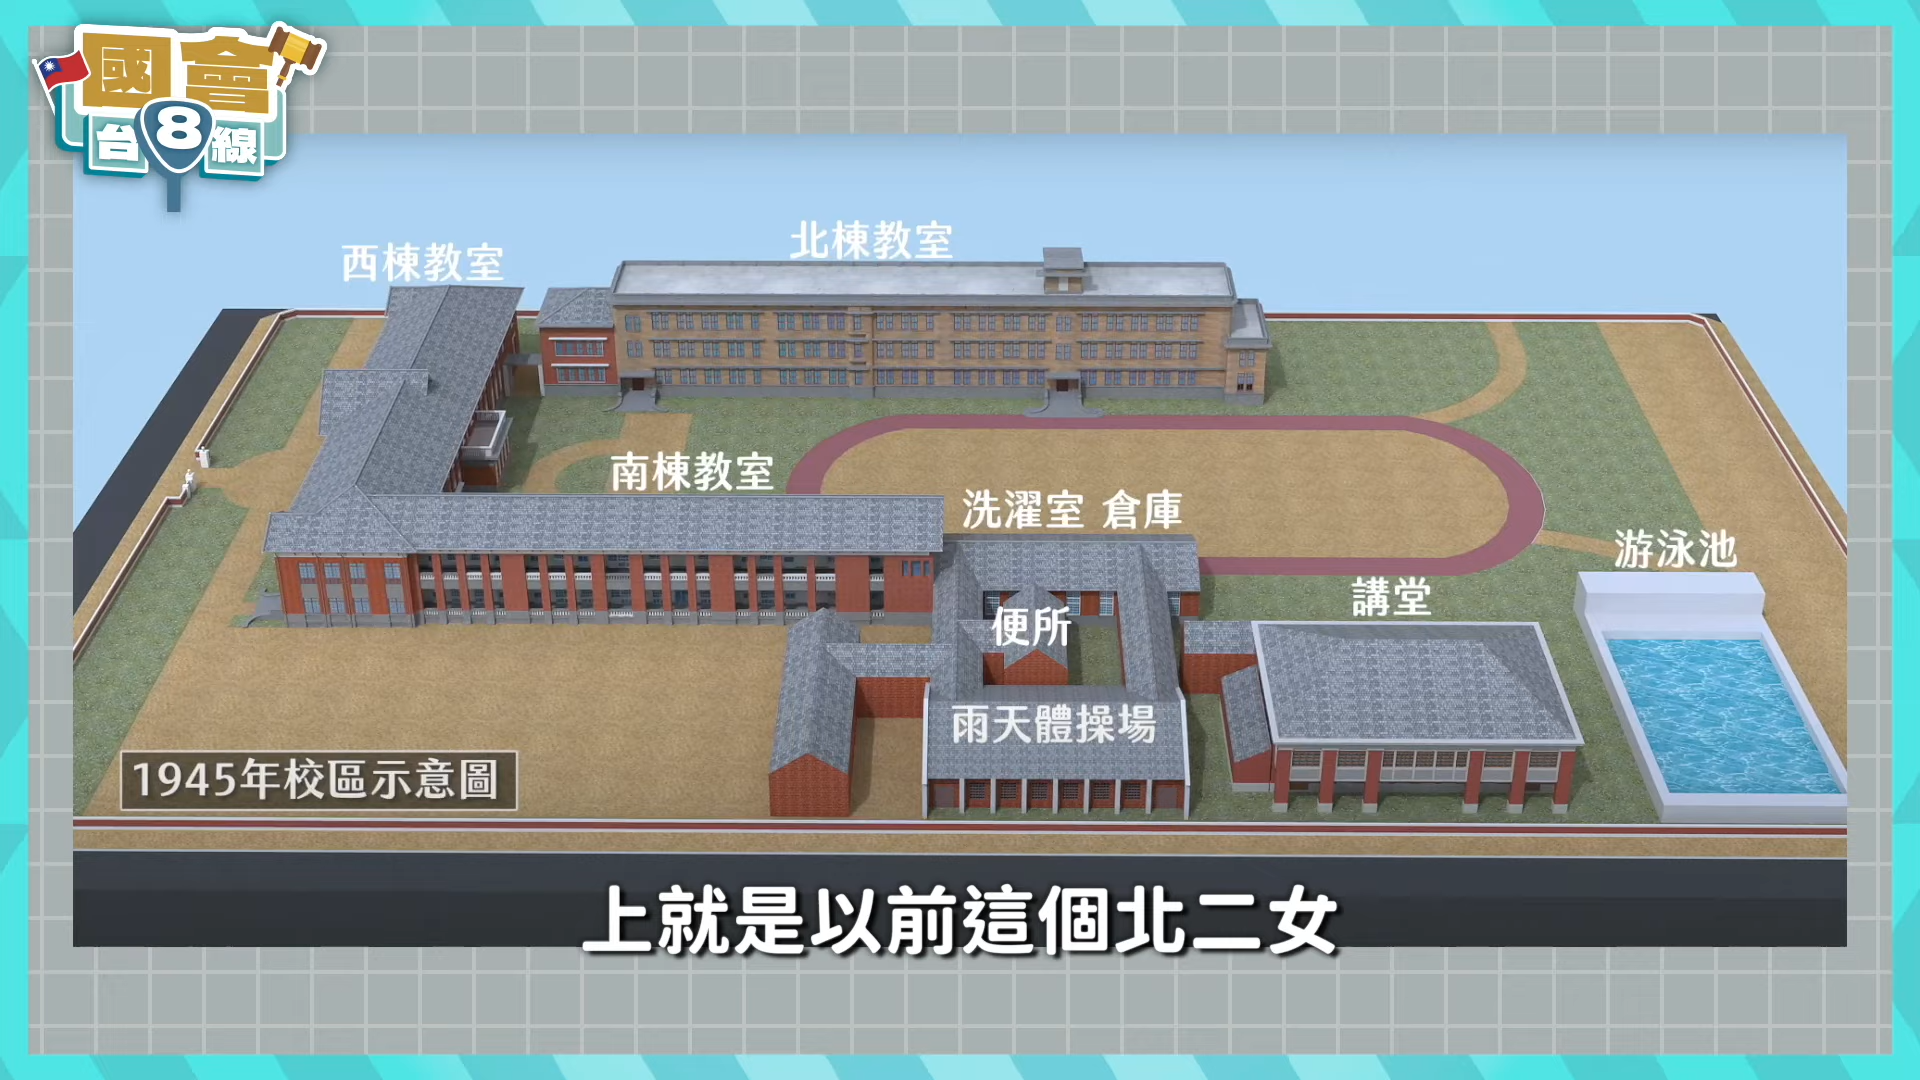 國會
台8線
北棟教室
西棟教室
南棟教室
洗濯室 倉庫
游泳池
講堂
便所
雨天體操場
1945年校區示意圖
上就是以前這個北二女